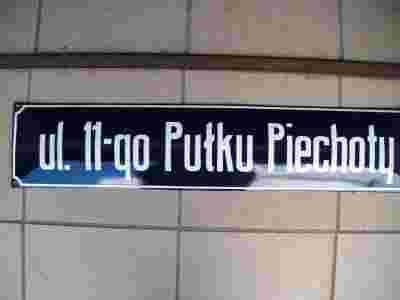 ul. 11-go Pułku Piechoty